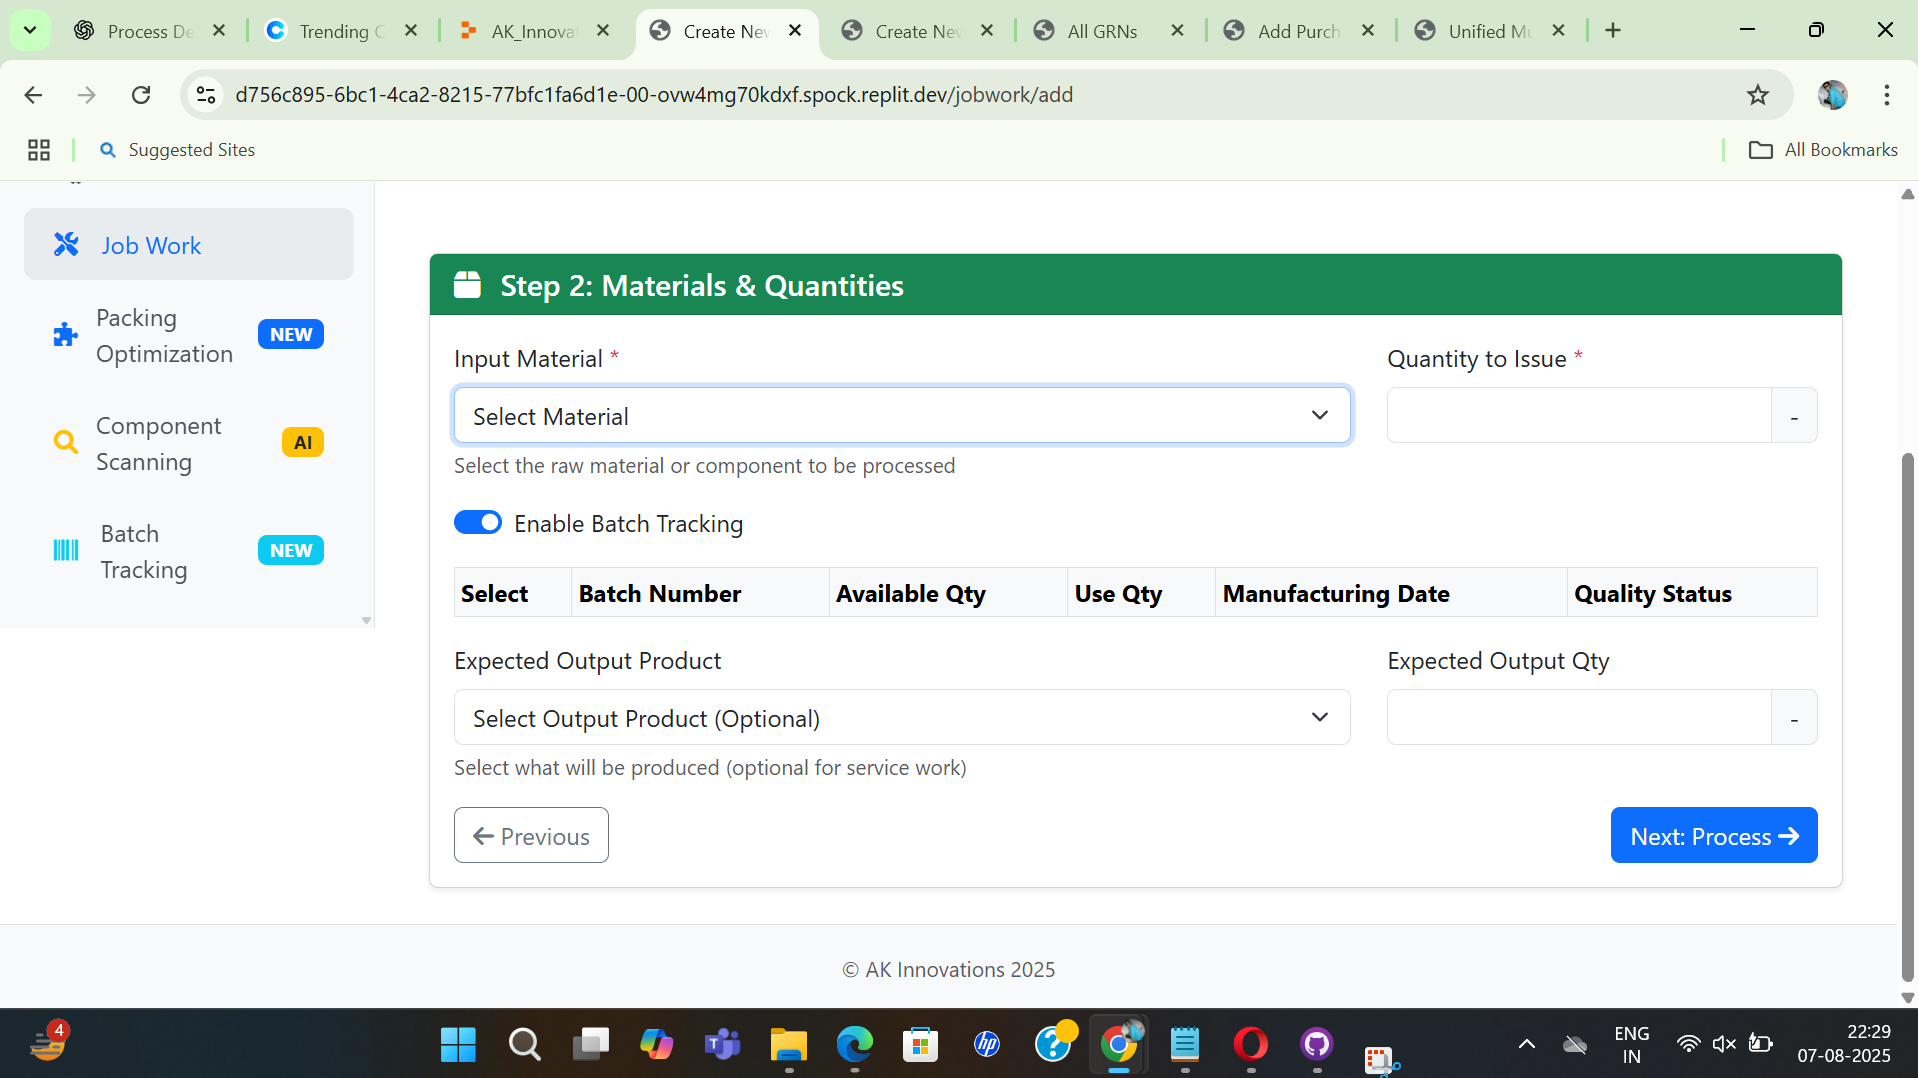 Process De
Trending C
AK_Innova
Create New
Create New
All GRNs
Add Purch
Unified Mu
d756c895-6bc1-4ca2-8215-77bfc1fa6d1e-00-ovw4mg70kdxf.spock.replit.dev/jobwork/add
Suggested Sites
All Bookmarks
Job Work
Packing
Optimization
NEW
Component
Scanning
AI
Batch
Tracking
NEW
Step 2: Materials & Quantities
Input Material *
Quantity to Issue *
Select Material
-
Select the raw material or component to be processed
Enable Batch Tracking
Select Batch Number Available Qty Use Qty Manufacturing Date Quality Status
Expected Output Product
Expected Output Qty
Select Output Product (Optional)
-
Select what will be produced (optional for service work)
Previous
Next: Process
© AK Innovations 2025
4
hp
ENG
IN
22:29
07-08-2025